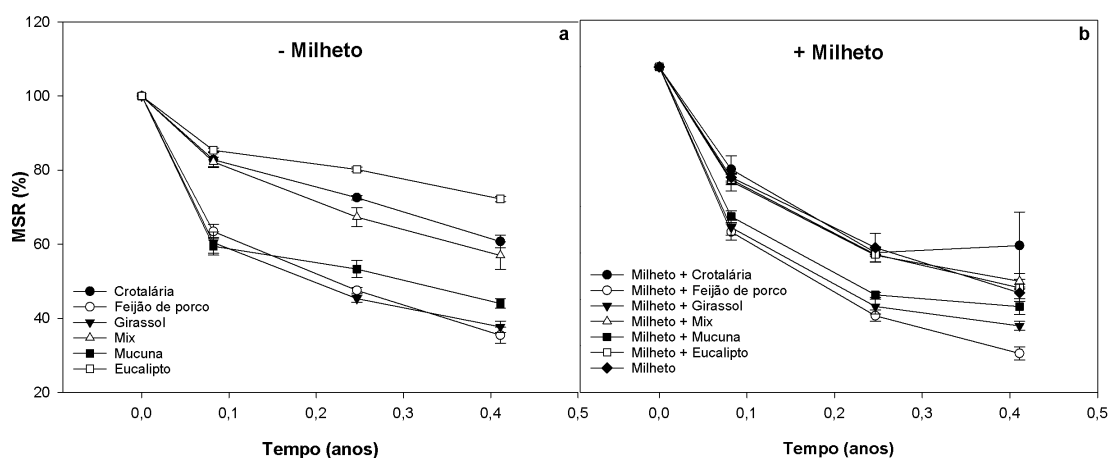 120
100
80
60
40
20
MSR (%)
- Milheto
a
Crotalária
Feijão de porco
Girassol
Mix
Mucuna
Eucalipto
0,0
0,1
0,2
0,3
0,4
0,5
Tempo (anos)
+ Milheto
b
Milheto + Crotalária
Milheto + Feijão de porco
Milheto + Girassol
Milheto + Mix
Milheto + Mucuna
Milheto + Eucalipto
Milheto
0,0
0,1
0,2
0,3
0,4
0,5
Tempo (anos)